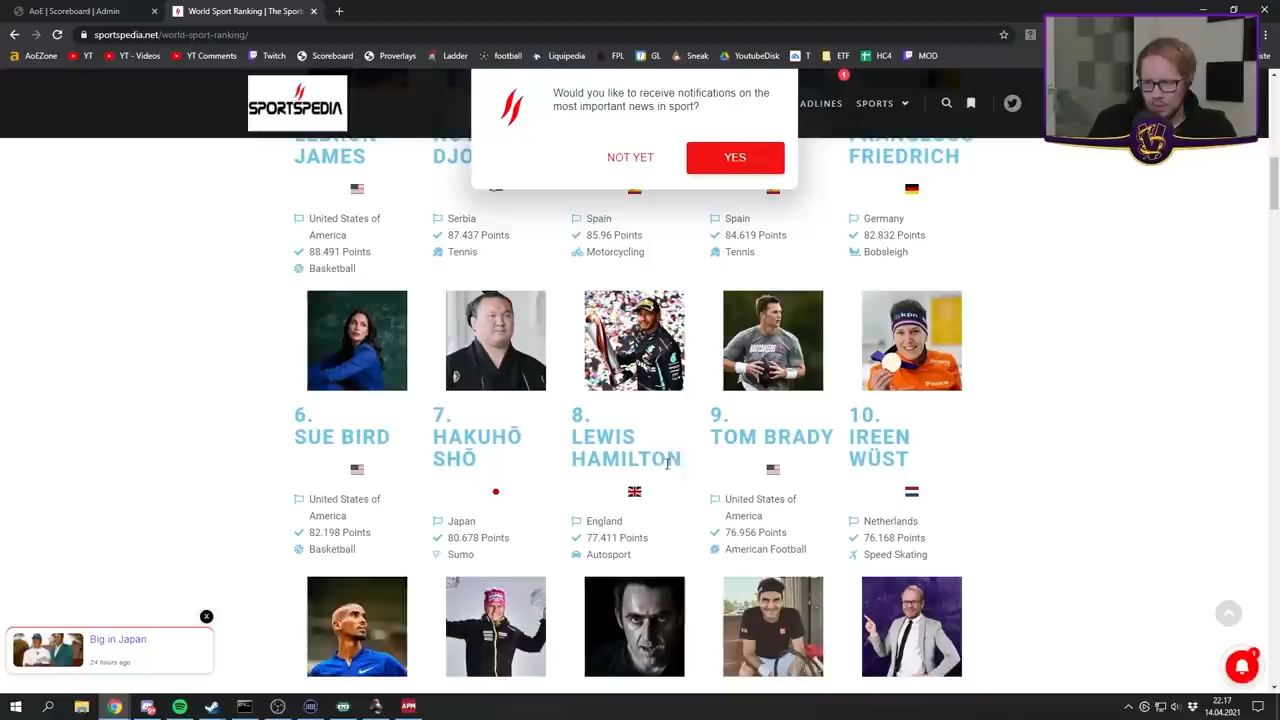 AoE | Scoreboard | Admin
World Sport Ranking | The Sports
sportspedia.net/world-sport-ranking/
AoEZone
YT - Videos
YT - Comments
Twitch
Scoreboard
Proverlays
Ladder
football
Liquipedia
FPL
GL
Sneak
YoutubeDisk
T
ETF
HC4
MOD
SPORTSPEDIA
Would you like to receive notifications on the
most important news in sport?
NOT YET
YES
1
ADLINES
SPORTS
JAMES
DJO
FRIEDRICH
United States of
America
88.491 Points
Basketball
Serbia
87.437 Points
Tennis
Spain
85.96 Points
Motorcycling
Spain
84.619 Points
Tennis
Germany
82.832 Points
Bobsleigh
6.
SUE BIRD
United States of
America
82.198 Points
Basketball
7.
HAKUHŌ
SHŌ
Japan
80.678 Points
Sumo
8.
LEWIS
HAMILTON
England
77.411 Points
Autosport
9.
TOM BRADY
United States of
America
76.956 Points
American Football
10.
IREEN
WÜST
Netherlands
76.168 Points
Speed Skating
kpn
x
Big in Japan
24 hours ago
1
APM
22.17
14.04.2021